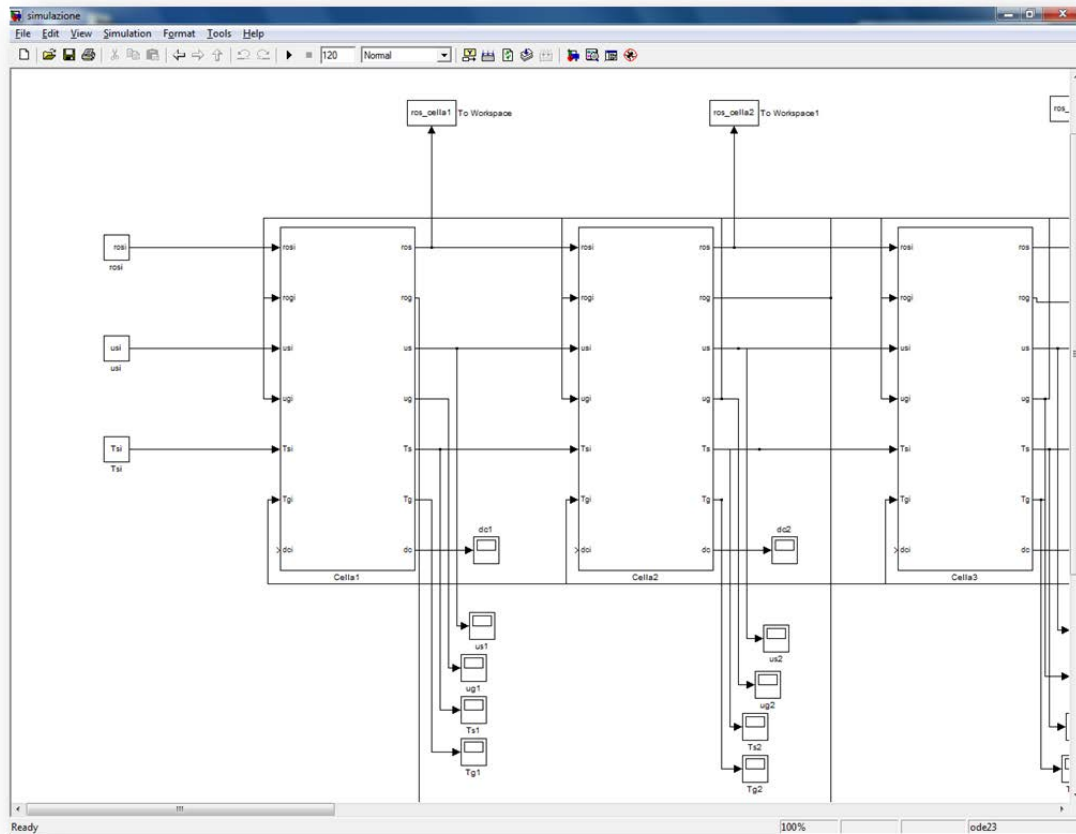 simulazione
File Edit View Simulation Format Tools Help
120 Normal
ros_cella1 To Workspace
ros_cella2 To Workspace1
ros_
rosi
rosi
usi
usi
Tsi
Tsi
rosi ros
rogi rog
usi us
ugi ug
Tsi Ts
Tgi Tg
dci dc
Cella1
dc1
us1
ug1
Ts1
Tg1
rosi ros
rogi rog
usi us
ugi ug
Tsi Ts
Tgi Tg
dci dc
Cella2
dc2
us2
ug2
Ts2
Tg2
rosi ros
rogi rog
usi us
ugi ug
Tsi Ts
Tgi Tg
dci dc
Cella3
Ready 100% ode23